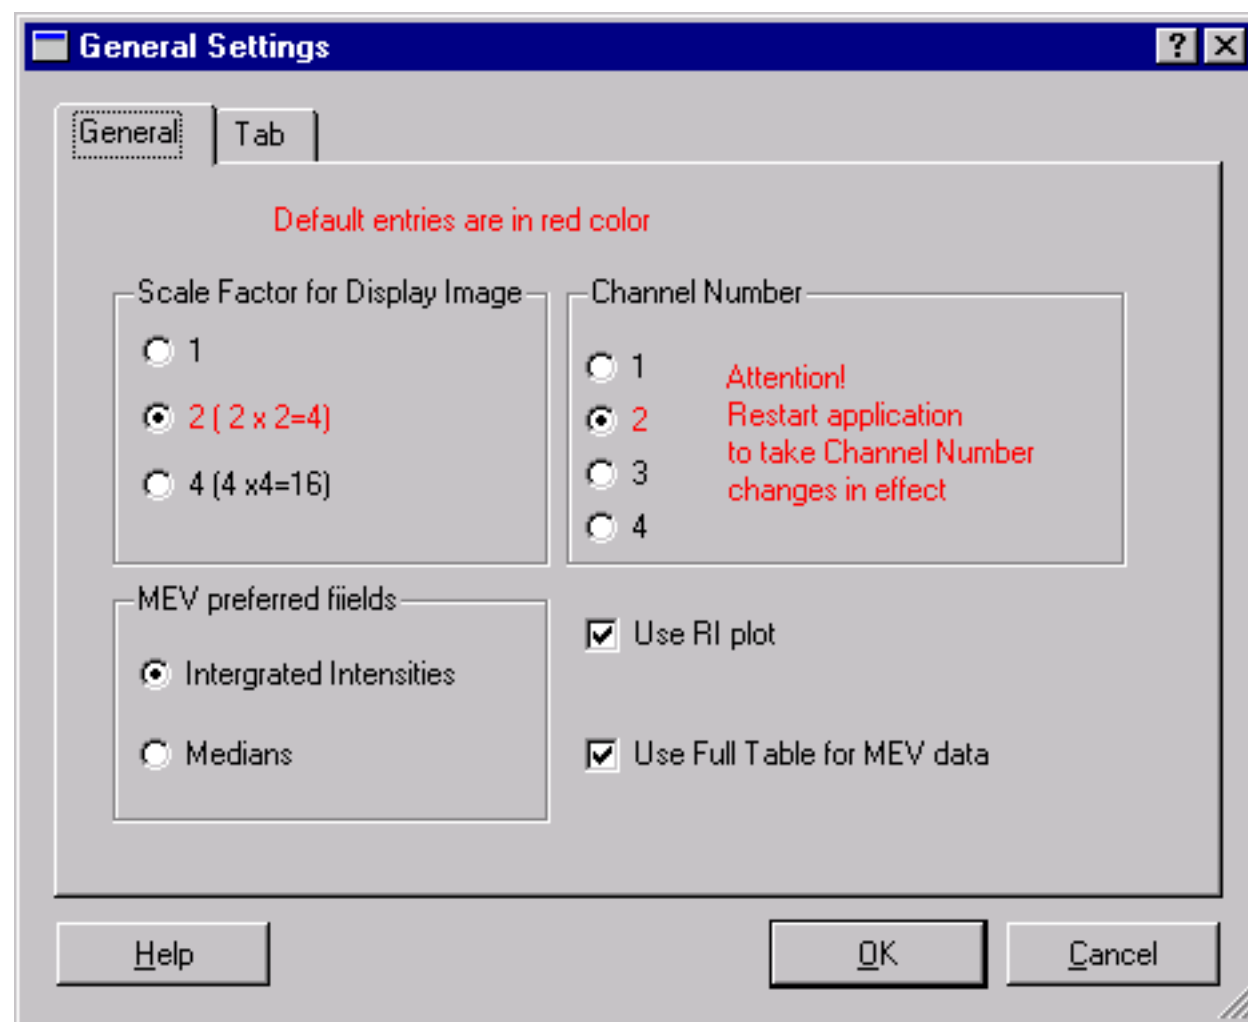 General Settings
General
Tab
Default entries are in red color
Scale Factor for Display Image
1
2 ( 2 x 2=4)
4 (4 x4=16)
Channel Number
1
2
3
4
Attention!
Restart application
to take Channel Number
changes in effect
MEV preferred fiields
Intergrated Intensities
Medians
Use RI plot
Use Full Table for MEV data
Help
OK
Cancel